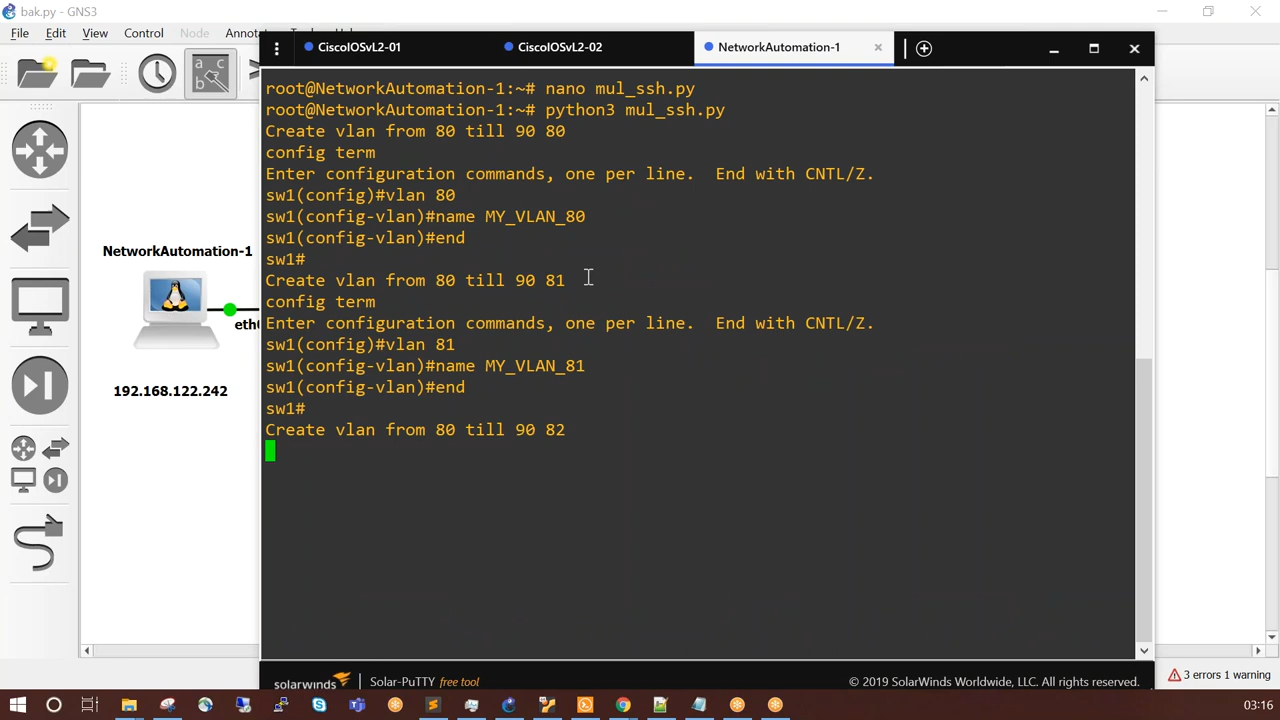 bak.py - GNS3
File Edit View Control Node Annota
CiscoIOSvL2-01
CiscoIOSvL2-02
NetworkAutomation-1
root@NetworkAutomation-1:~# nano mul_ssh.py
root@NetworkAutomation-1:~# python3 mul_ssh.py
Create vlan from 80 till 90 80
config term
Enter configuration commands, one per line.  End with CNTL/Z.
sw1(config)#vlan 80
sw1(config-vlan)#name MY_VLAN_80
sw1(config-vlan)#end
sw1#
Create vlan from 80 till 90 81
config term
Enter configuration commands, one per line.  End with CNTL/Z.
sw1(config)#vlan 81
sw1(config-vlan)#name MY_VLAN_81
sw1(config-vlan)#end
sw1#
Create vlan from 80 till 90 82
NetworkAutomation-1
eth0
192.168.122.242
solarwinds
Solar-PuTTY free tool
© 2019 SolarWinds Worldwide, LLC. All rights reserved.
3 errors 1 warning
03:16